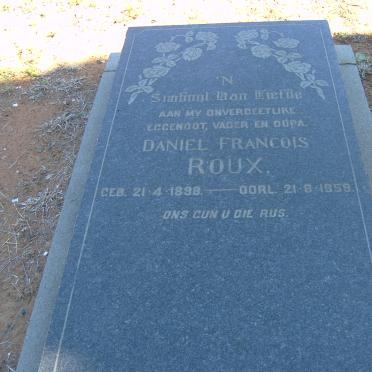 'N
Simbool Van Liefde
AAN MY ONVERGEETLIKE
EGGENOOT, VADER EN OUPA.
DANIEL FRANCOIS
ROUX.
GEB. 21·4·1898.—OORL. 21·8·1959.
ONS GUN U DIE RUS.